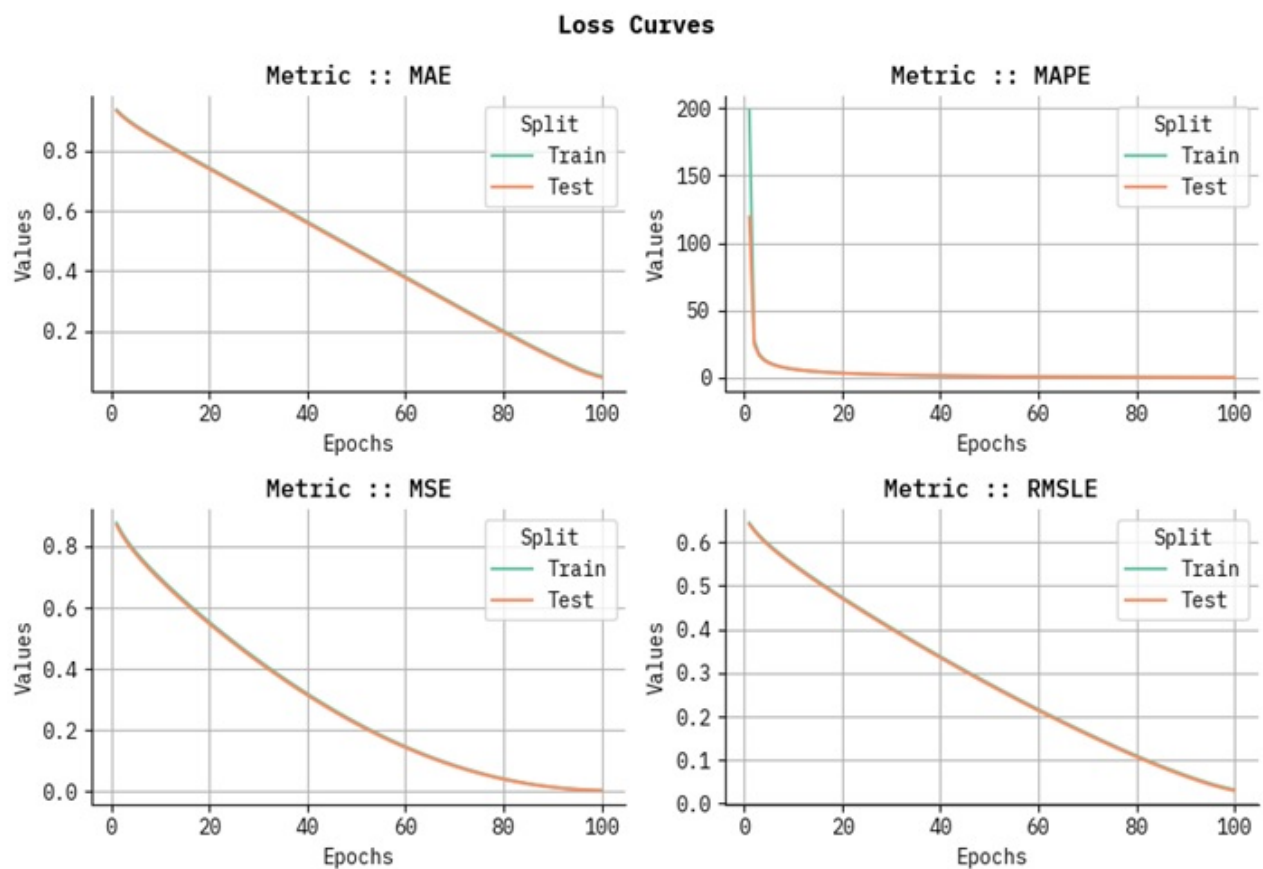 Loss Curves
Metric :: MAE
Values
0.8
0.6
0.4
0.2
0 20 40 60 80 100
Epochs
Split
Train
Test
Metric :: MAPE
Values
200
150
100
50
0
0 20 40 60 80 100
Epochs
Split
Train
Test
Metric :: MSE
Values
0.8
0.6
0.4
0.2
0.0
0 20 40 60 80 100
Epochs
Split
Train
Test
Metric :: RMSLE
Values
0.6
0.5
0.4
0.3
0.2
0.1
0.0
0 20 40 60 80 100
Epochs
Split
Train
Test